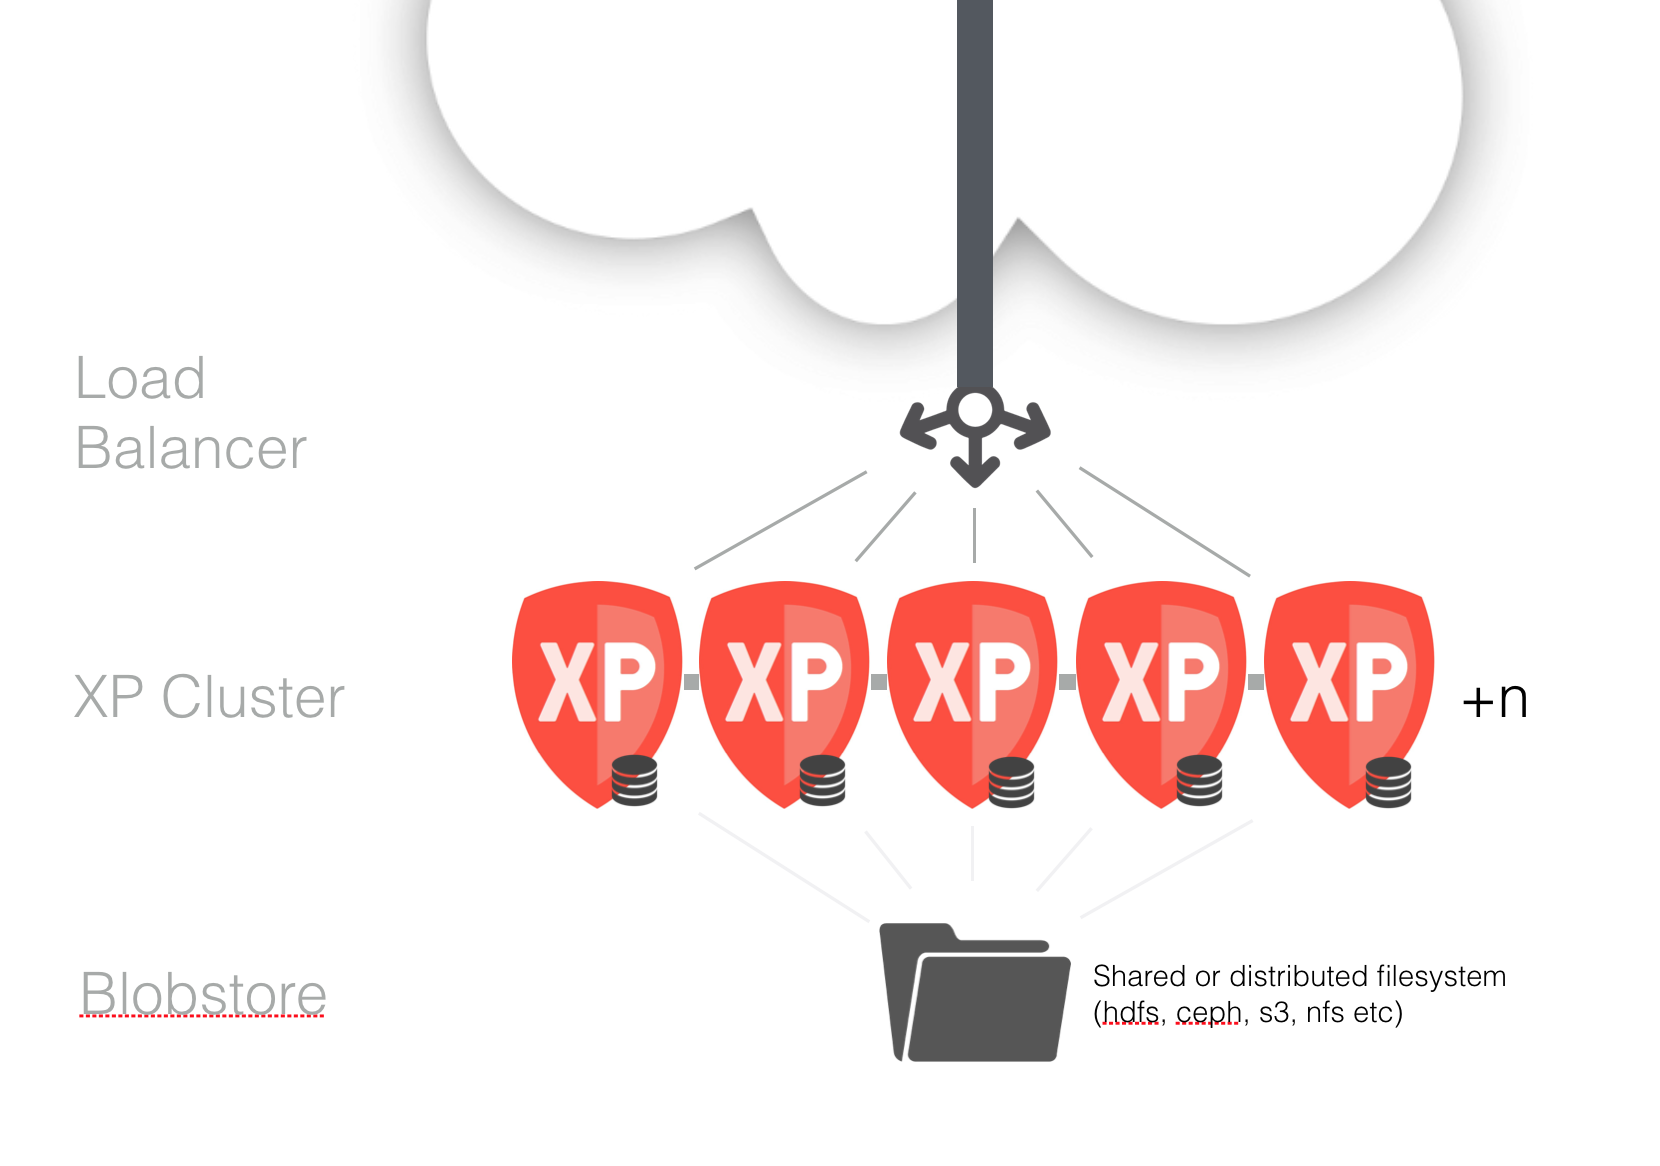 Load
Balancer
XP Cluster
XP XP XP XP XP
+n
Blobstore
Shared or distributed filesystem
(hdfs, ceph, s3, nfs etc)